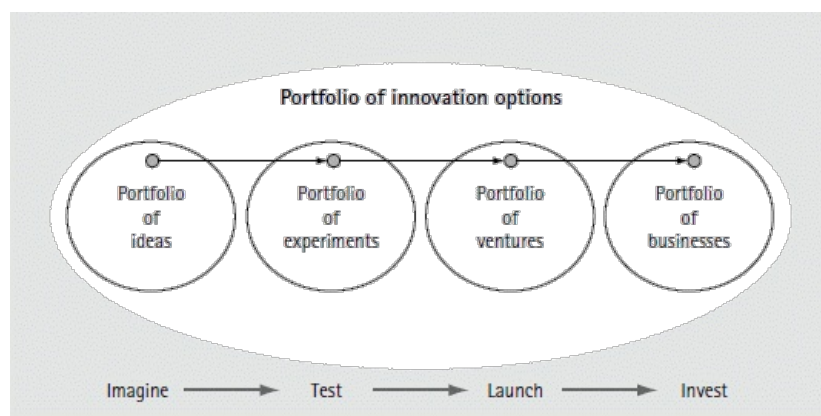 Portfolio of innovation options
Portfolio
of
ideas
Portfolio
of
experiments
Portfolio
of
ventures
Portfolio
of
businesses
Imagine
Test
Launch
Invest